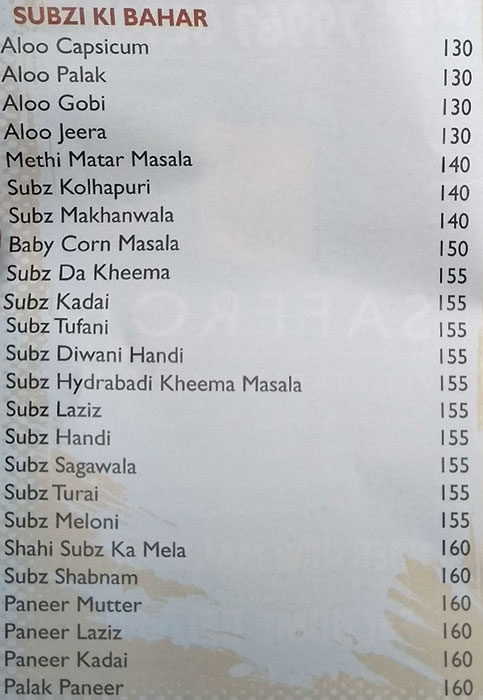 SUBZI KI BAHAR
Aloo Capsicum 130
Aloo Palak 130
Aloo Gobi 130
Aloo Jeera 130
Methi Matar Masala 140
Subz Kolhapuri 140
Subz Makhanwala 140
Baby Corn Masala 150
Subz Da Kheema 155
Subz Kadai 155
Subz Tufani 155
Subz Diwani Handi 155
Subz Hydrabadi Kheema Masala 155
Subz Laziz 155
Subz Handi 155
Subz Sagawala 155
Subz Turai 155
Subz Meloni 155
Shahi Subz Ka Mela 160
Subz Shabnam 160
Paneer Mutter 160
Paneer Laziz 160
Paneer Kadai 160
Palak Paneer 160